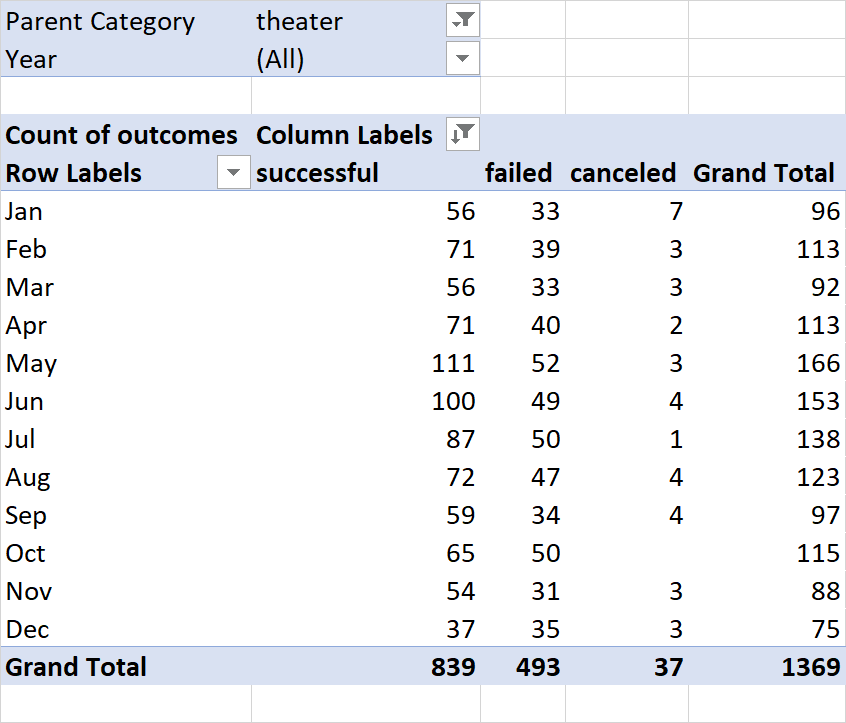 Parent Category theater
Year (All)
Count of outcomes Column Labels
Row Labels successful failed canceled Grand Total
Jan 56 33 7 96
Feb 71 39 3 113
Mar 56 33 3 92
Apr 71 40 2 113
May 111 52 3 166
Jun 100 49 4 153
Jul 87 50 1 138
Aug 72 47 4 123
Sep 59 34 4 97
Oct 65 50 115
Nov 54 31 3 88
Dec 37 35 3 75
Grand Total 839 493 37 1369